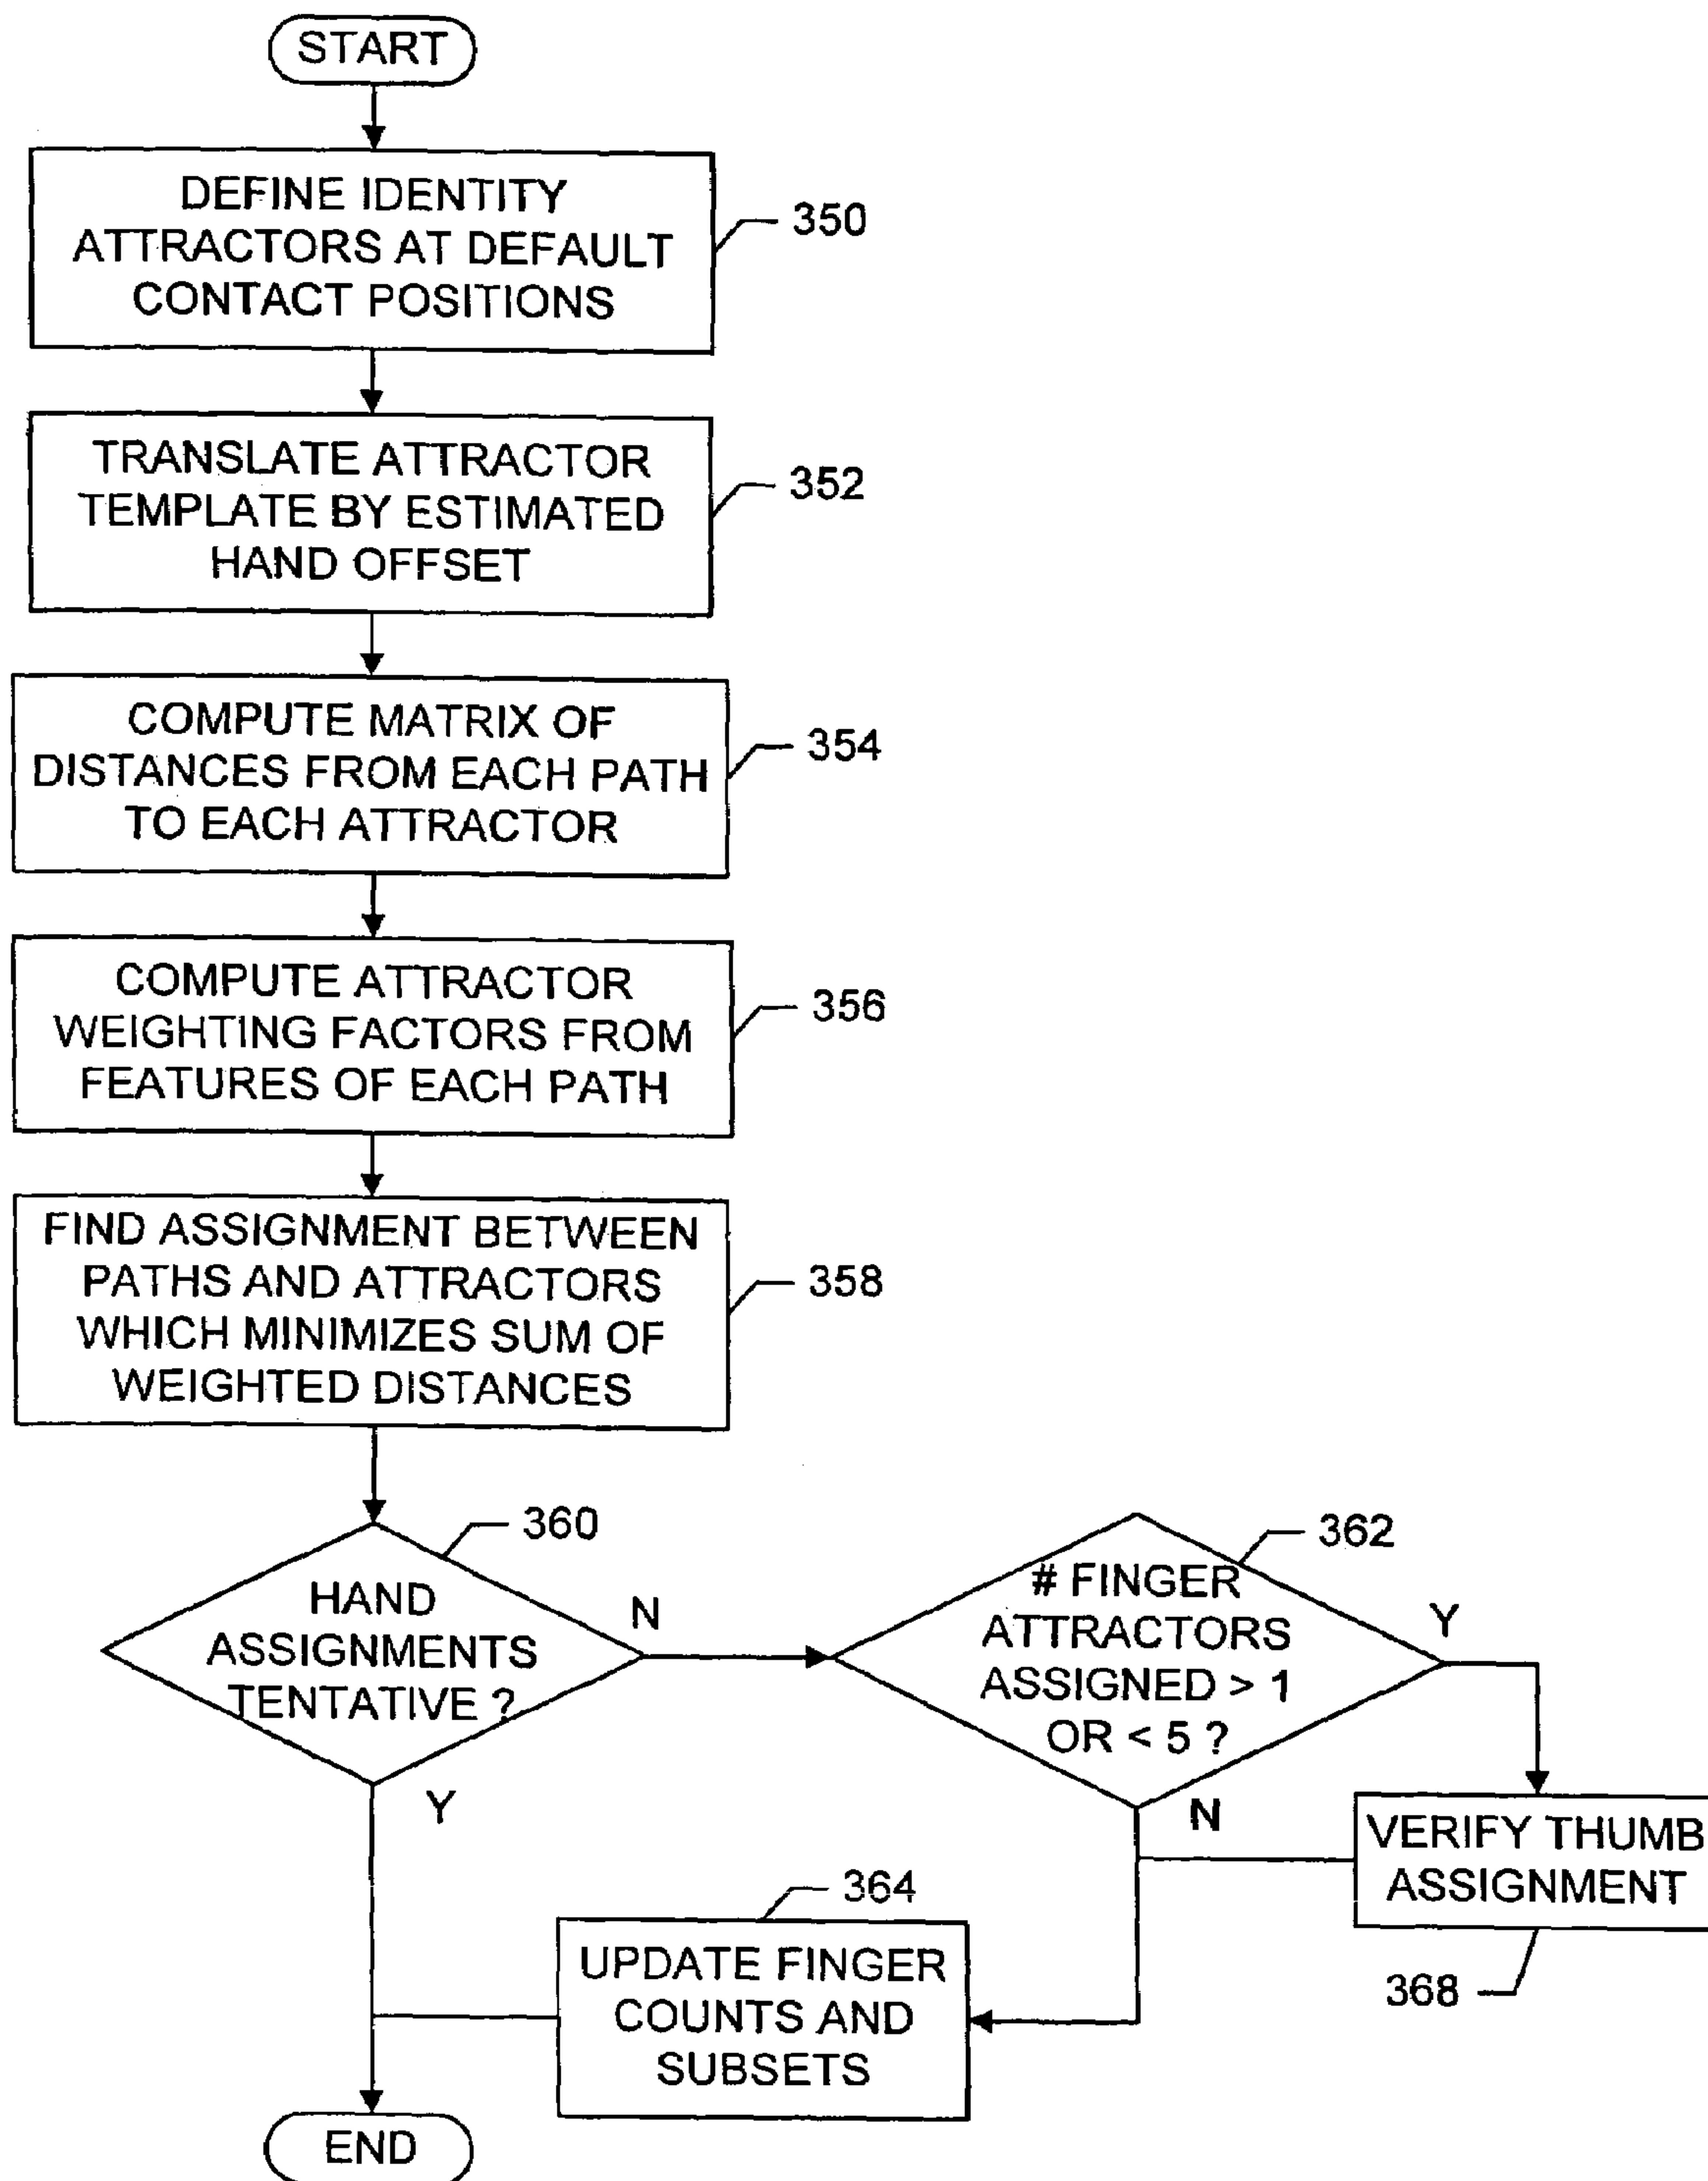 START
DEFINE IDENTITY
ATTRACTORS AT DEFAULT
CONTACT POSITIONS
350
TRANSLATE ATTRACTOR
TEMPLATE BY ESTIMATED
HAND OFFSET
352
COMPUTE MATRIX OF
DISTANCES FROM EACH PATH
TO EACH ATTRACTOR
354
COMPUTE ATTRACTOR
WEIGHTING FACTORS FROM
FEATURES OF EACH PATH
356
FIND ASSIGNMENT BETWEEN
PATHS AND ATTRACTORS
WHICH MINIMIZES SUM OF
WEIGHTED DISTANCES
358
360
HAND
ASSIGNMENTS
TENTATIVE ?
N
Y
362
# FINGER
ATTRACTORS
ASSIGNED > 1
OR < 5 ?
Y
N
VERIFY THUMB
ASSIGNMENT
368
364
UPDATE FINGER
COUNTS AND
SUBSETS
END